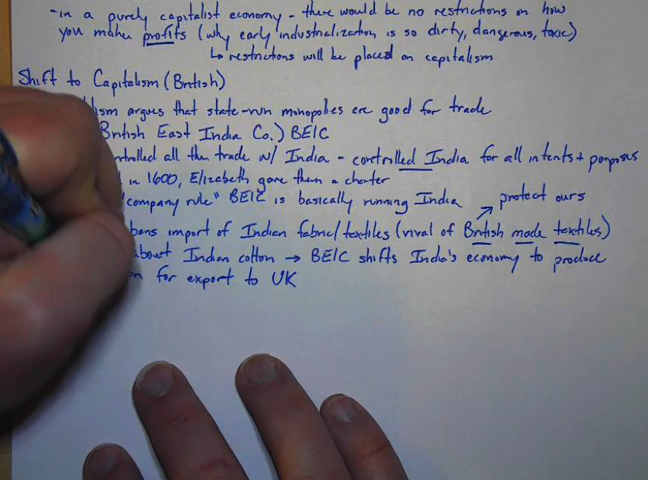 -in a purely capitalist economy - there would be no restrictions on how
you make profits (why early industrialization is so dirty, dangerous, toxic)
↳ restrictions will be placed on capitalism
Shift to Capitalism (British)
argues that state-run monopolies are good for trade
British East India Co.) BEIC
all the trade w/ India - controlled India for all intents + purposes
in 1600, Elizabeth gave them a charter
"company rule" BEIC is basically running India
protect ours
import of Indian fabric/textiles (rival of British made textiles)
about Indian cotton → BEIC shifts India's economy to produce
for export to UK